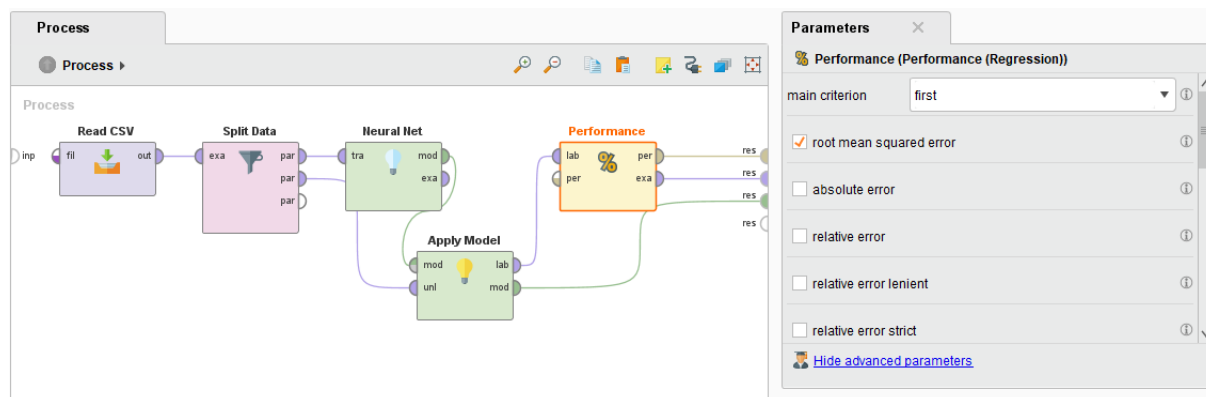 Process
Process
Process
Read CSV
inp
fil
out
Split Data
exa
par
par
par
Neural Net
tra
mod
exa
Apply Model
mod
lab
unl
mod
Performance
%
lab
per
per
exa
res
res
res
res
Parameters
% Performance (Performance (Regression))
main criterion
first
root mean squared error
absolute error
relative error
relative error lenient
relative error strict
Hide advanced parameters